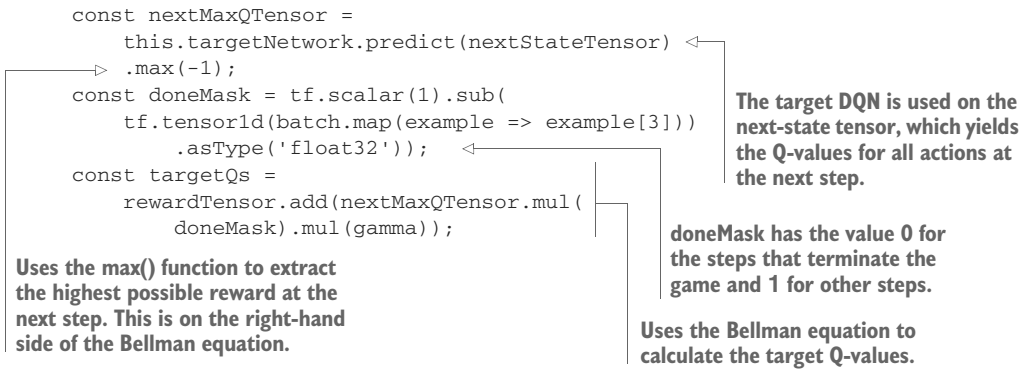 const nextMaxQTensor =
this.targetNetwork.predict(nextStateTensor)
.max(-1);
const doneMask = tf.scalar(1).sub(
tf.tensor1d(batch.map(example => example[3]))
.asType('float32'));
const targetQs =
rewardTensor.add(nextMaxQTensor.mul(
doneMask).mul(gamma));
The target DQN is used on the
next-state tensor, which yields
the Q-values for all actions at
the next step.
doneMask has the value 0 for
the steps that terminate the
game and 1 for other steps.
Uses the max() function to extract
the highest possible reward at the
next step. This is on the right-hand
side of the Bellman equation.
Uses the Bellman equation to
calculate the target Q-values.